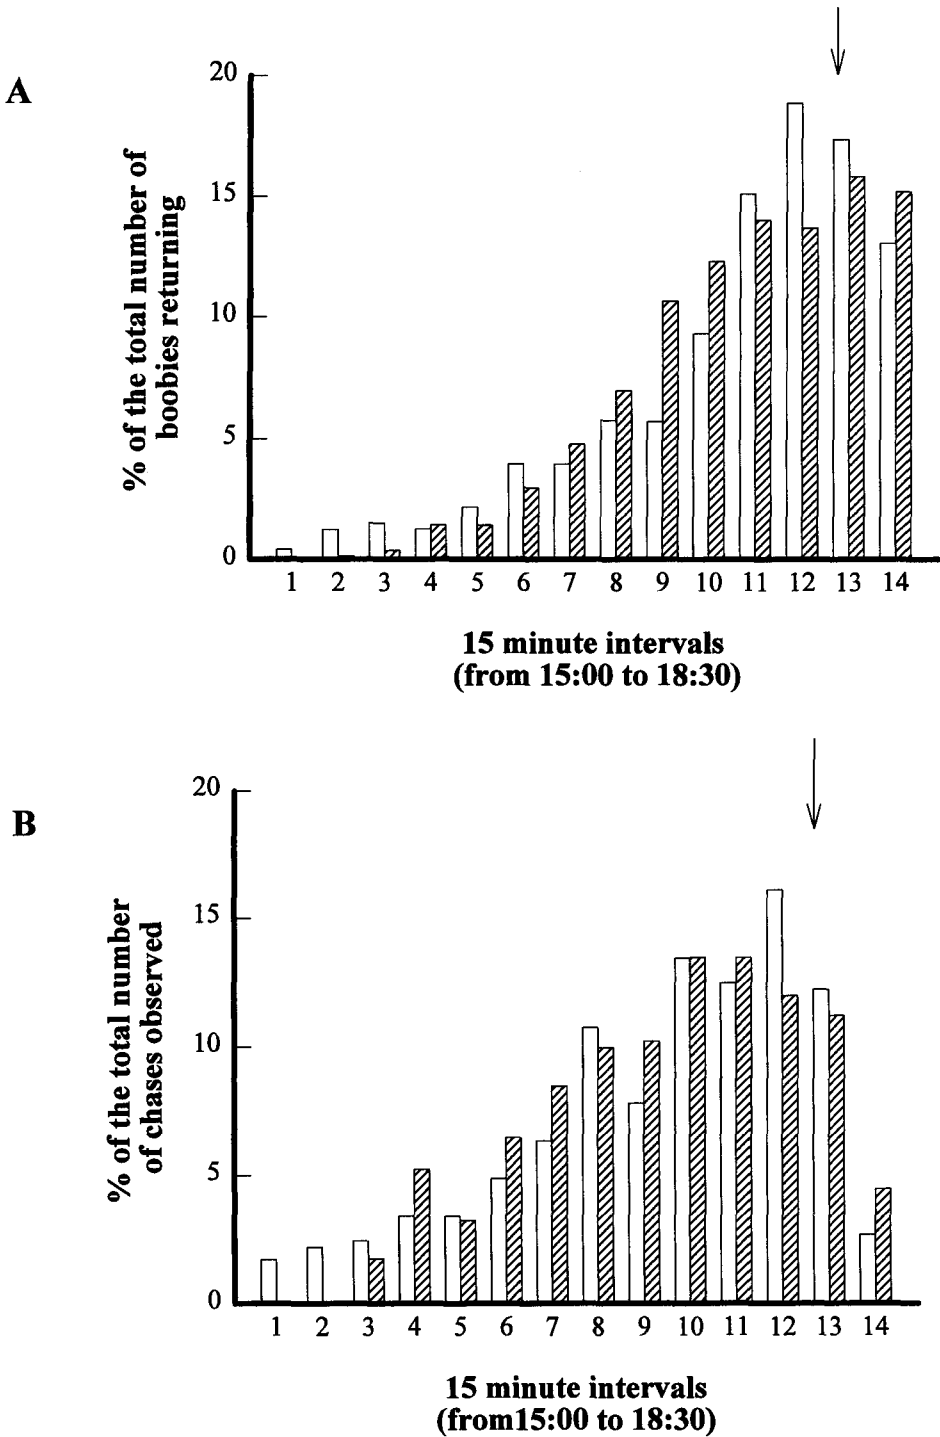 A
20
15
10
5
0
% of the total number of
boobies returning
1 2 3 4 5 6 7 8 9 10 11 12 13 14
15 minute intervals
(from 15:00 to 18:30)
B
20
15
10
5
0
% of the total number
of chases observed
1 2 3 4 5 6 7 8 9 10 11 12 13 14
15 minute intervals
(from15:00 to 18:30)